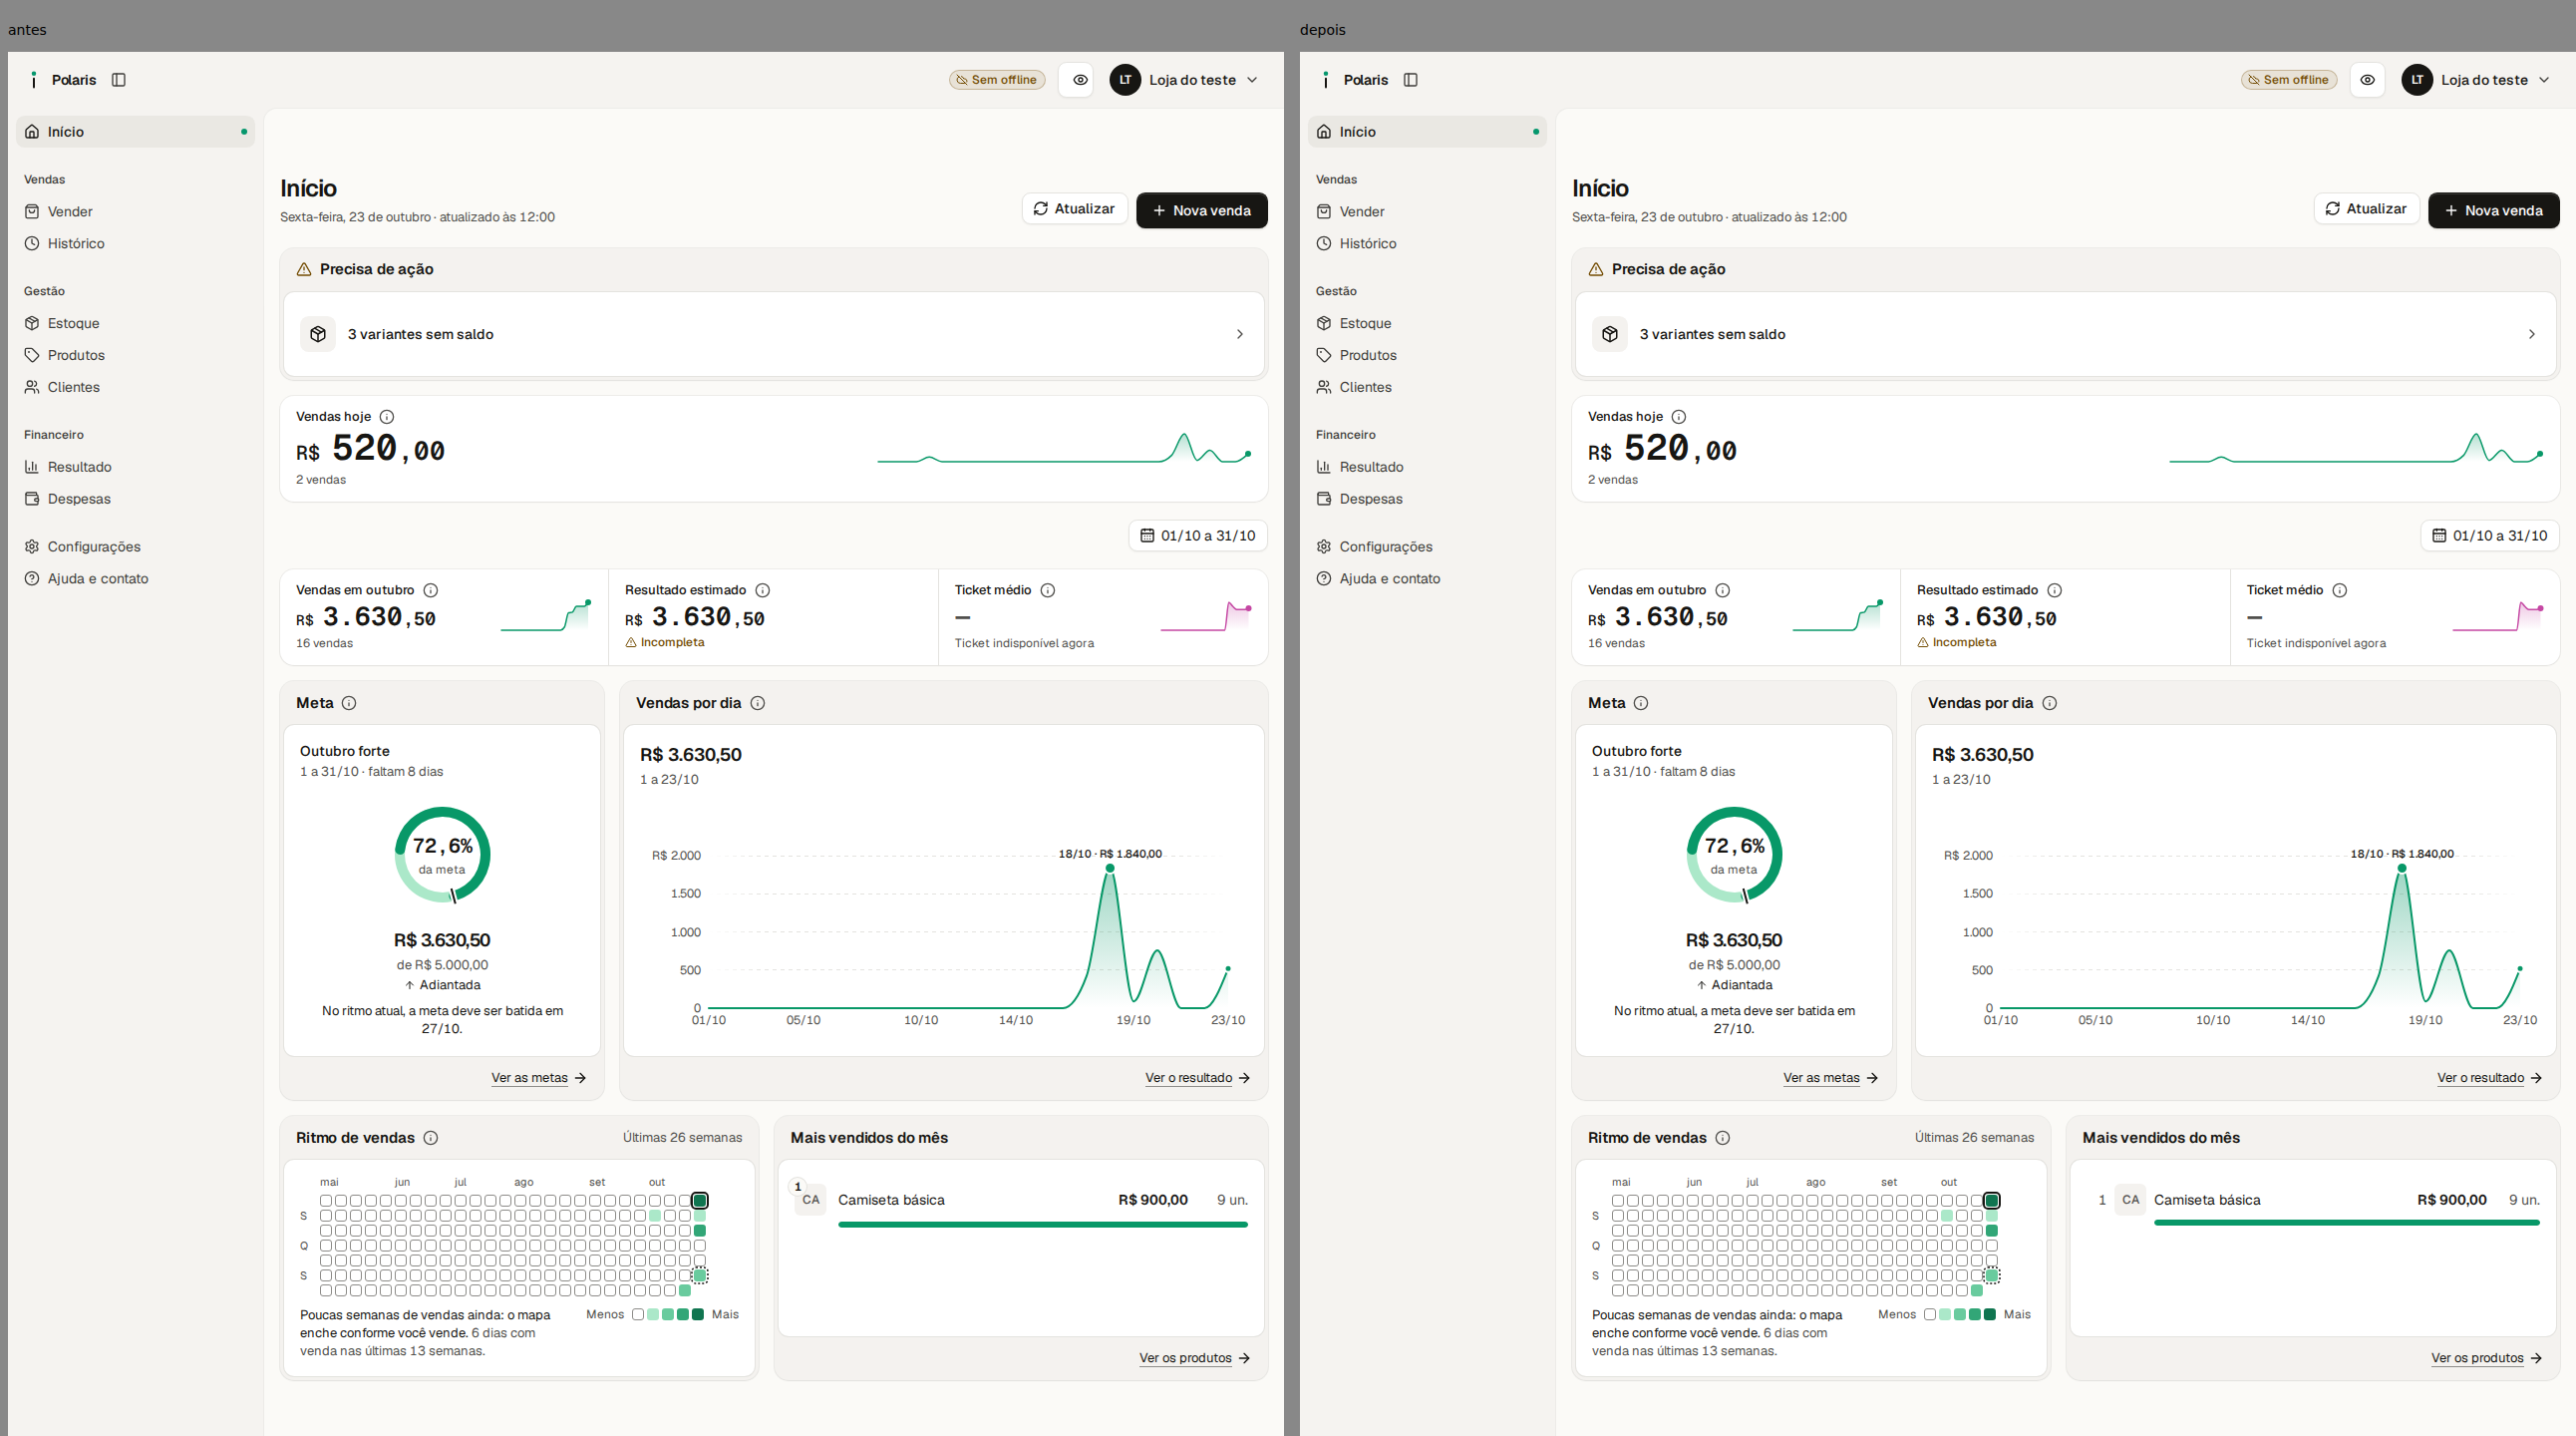 antes
Polaris
Sem offline
LT
Loja do teste
Início
Vendas
Vender
Histórico
Gestão
Estoque
Produtos
Clientes
Financeiro
Resultado
Despesas
Configurações
Ajuda e contato
Início
Sexta-feira, 23 de outubro · atualizado às 12:00
Atualizar
Nova venda
Precisa de ação
3 variantes sem saldo
Vendas hoje
R$ 520,00
2 vendas
01/10 a 31/10
Vendas em outubro
R$ 3.630,50
16 vendas
Resultado estimado
R$ 3.630,50
Incompleta
Ticket médio
—
Ticket indisponível agora
Meta
Outubro forte
1 a 31/10 · faltam 8 dias
72,6%
da meta
R$ 3.630,50
de R$ 5.000,00
Adiantada
No ritmo atual, a meta deve ser batida em
27/10.
Ver as metas
Vendas por dia
R$ 3.630,50
1 a 23/10
18/10 · R$ 1.840,00
R$ 2.000
1.500
1.000
500
0
01/10 05/10 10/10 14/10 19/10 23/10
Ver o resultado
Ritmo de vendas
Últimas 26 semanas
mai jun jul ago set out
S
Q
S
Poucas semanas de vendas ainda: o mapa
enche conforme você vende. 6 dias com
venda nas últimas 13 semanas.
Menos
Mais
Mais vendidos do mês
1
CA
Camiseta básica
R$ 900,00
9 un.
Ver os produtos
depois
Polaris
Sem offline
LT
Loja do teste
Início
Vendas
Vender
Histórico
Gestão
Estoque
Produtos
Clientes
Financeiro
Resultado
Despesas
Configurações
Ajuda e contato
Início
Sexta-feira, 23 de outubro · atualizado às 12:00
Atualizar
Nova venda
Precisa de ação
3 variantes sem saldo
Vendas hoje
R$ 520,00
2 vendas
01/10 a 31/10
Vendas em outubro
R$ 3.630,50
16 vendas
Resultado estimado
R$ 3.630,50
Incompleta
Ticket médio
—
Ticket indisponível agora
Meta
Outubro forte
1 a 31/10 · faltam 8 dias
72,6%
da meta
R$ 3.630,50
de R$ 5.000,00
Adiantada
No ritmo atual, a meta deve ser batida em
27/10.
Ver as metas
Vendas por dia
R$ 3.630,50
1 a 23/10
18/10 · R$ 1.840,00
R$ 2.000
1.500
1.000
500
0
01/10 05/10 10/10 14/10 19/10 23/10
Ver o resultado
Ritmo de vendas
Últimas 26 semanas
mai jun jul ago set out
S
Q
S
Poucas semanas de vendas ainda: o mapa
enche conforme você vende. 6 dias com
venda nas últimas 13 semanas.
Menos
Mais
Mais vendidos do mês
1
CA
Camiseta básica
R$ 900,00
9 un.
Ver os produtos